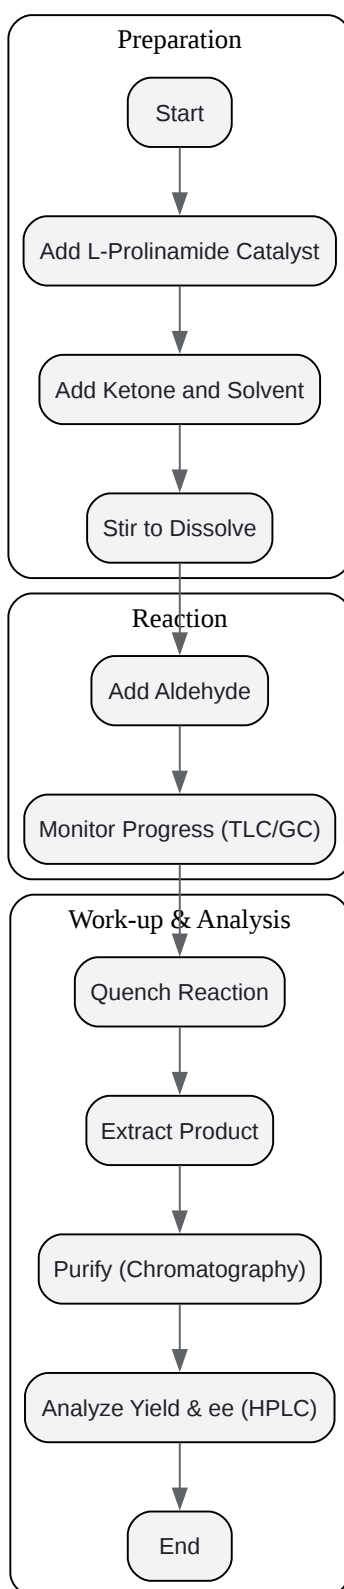 Preparation
Start
Add L-Prolinamide Catalyst
Add Ketone and Solvent
Stir to Dissolve
Reaction
Add Aldehyde
Monitor Progress (TLC/GC)
Work-up & Analysis
Quench Reaction
Extract Product
Purify (Chromatography)
Analyze Yield & ee (HPLC)
End